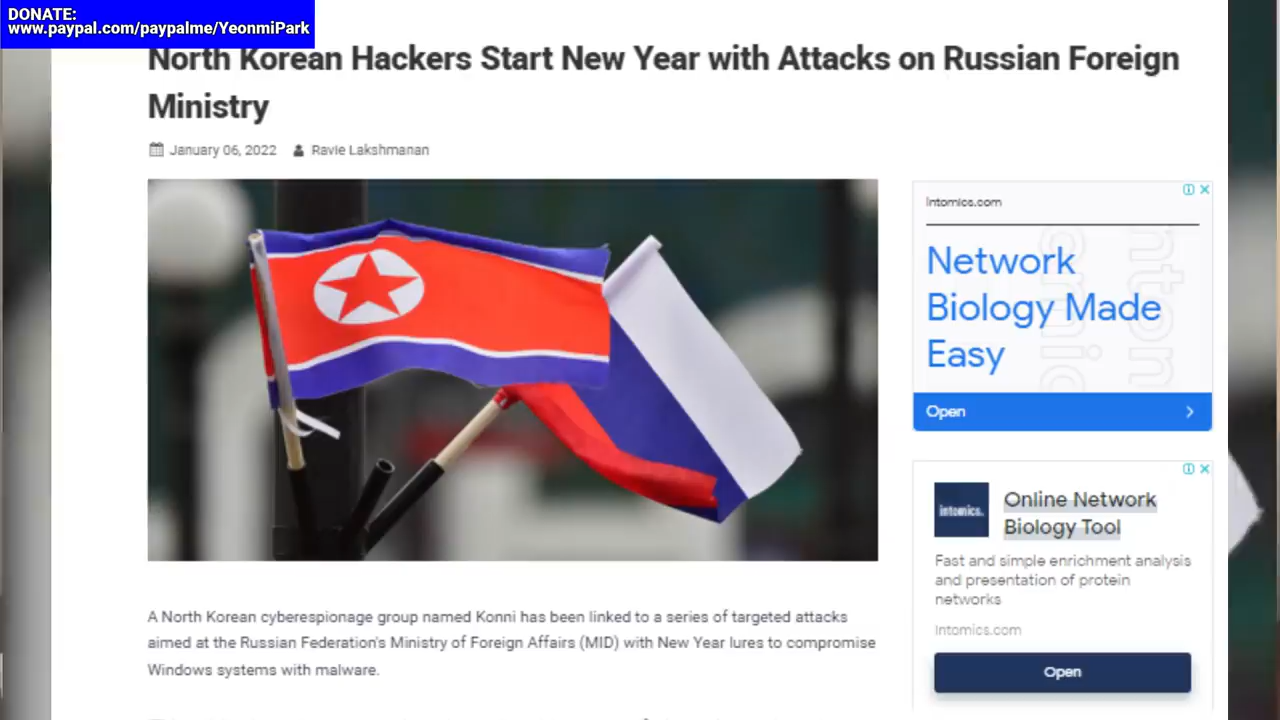 DONATE:
www.paypal.com/paypalme/YeonmiPark
North Korean Hackers Start New Year with Attacks on Russian Foreign
Ministry
January 06, 2022 Ravie Lakshmanan
A North Korean cyberespionage group named Konni has been linked to a series of targeted attacks
aimed at the Russian Federation's Ministry of Foreign Affairs (MID) with New Year lures to compromise
Windows systems with malware.
Intomics.com
Network
Biology Made
Easy
Open
intomics.
Online Network
Biology Tool
Fast and simple enrichment analysis
and presentation of protein
networks
Intomics.com
Open